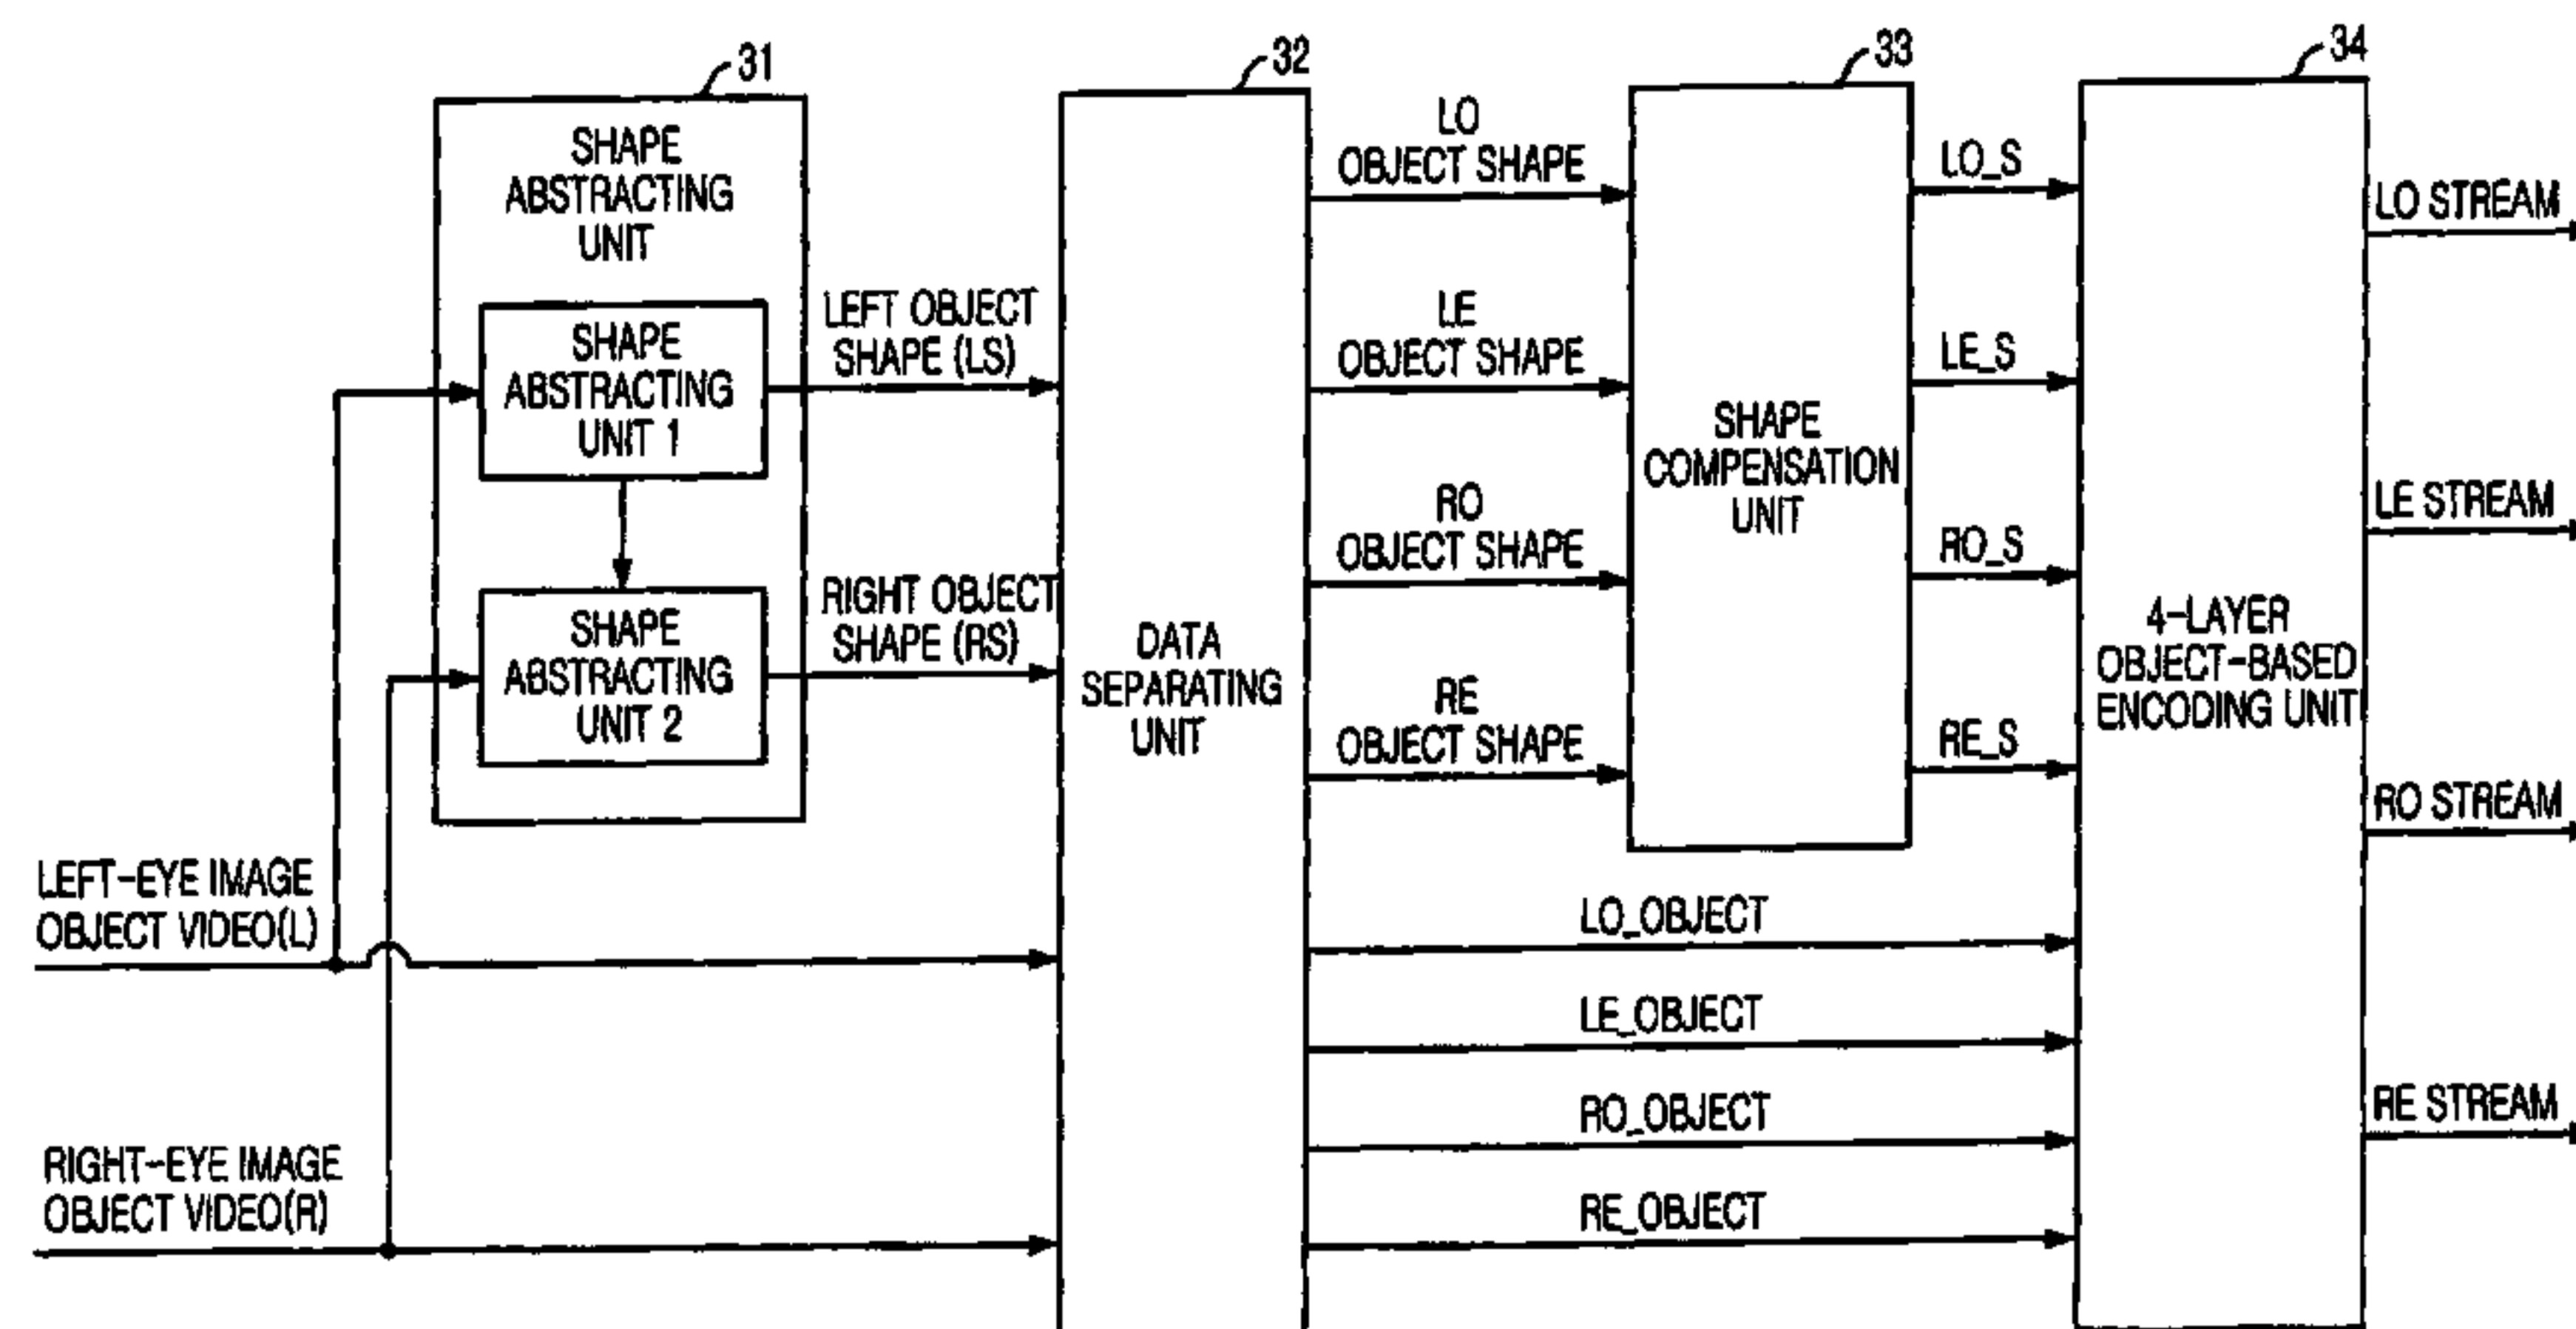 31
32
33
34
SHAPE
ABSTRACTING
UNIT
SHAPE
ABSTRACTING
UNIT 1
SHAPE
ABSTRACTING
UNIT 2
LEFT OBJECT
SHAPE (LS)
RIGHT OBJECT
SHAPE (RS)
LEFT-EYE IMAGE
OBJECT VIDEO(L)
RIGHT-EYE IMAGE
OBJECT VIDEO(R)
DATA
SEPARATING
UNIT
LO
OBJECT SHAPE
LE
OBJECT SHAPE
RO
OBJECT SHAPE
RE
OBJECT SHAPE
SHAPE
COMPENSATION
UNIT
LO_S
LE_S
RO_S
RE_S
LO_OBJECT
LE_OBJECT
RO_OBJECT
RE_OBJECT
4-LAYER
OBJECT-BASED
ENCODING UNIT
LO STREAM
LE STREAM
RO STREAM
RE STREAM